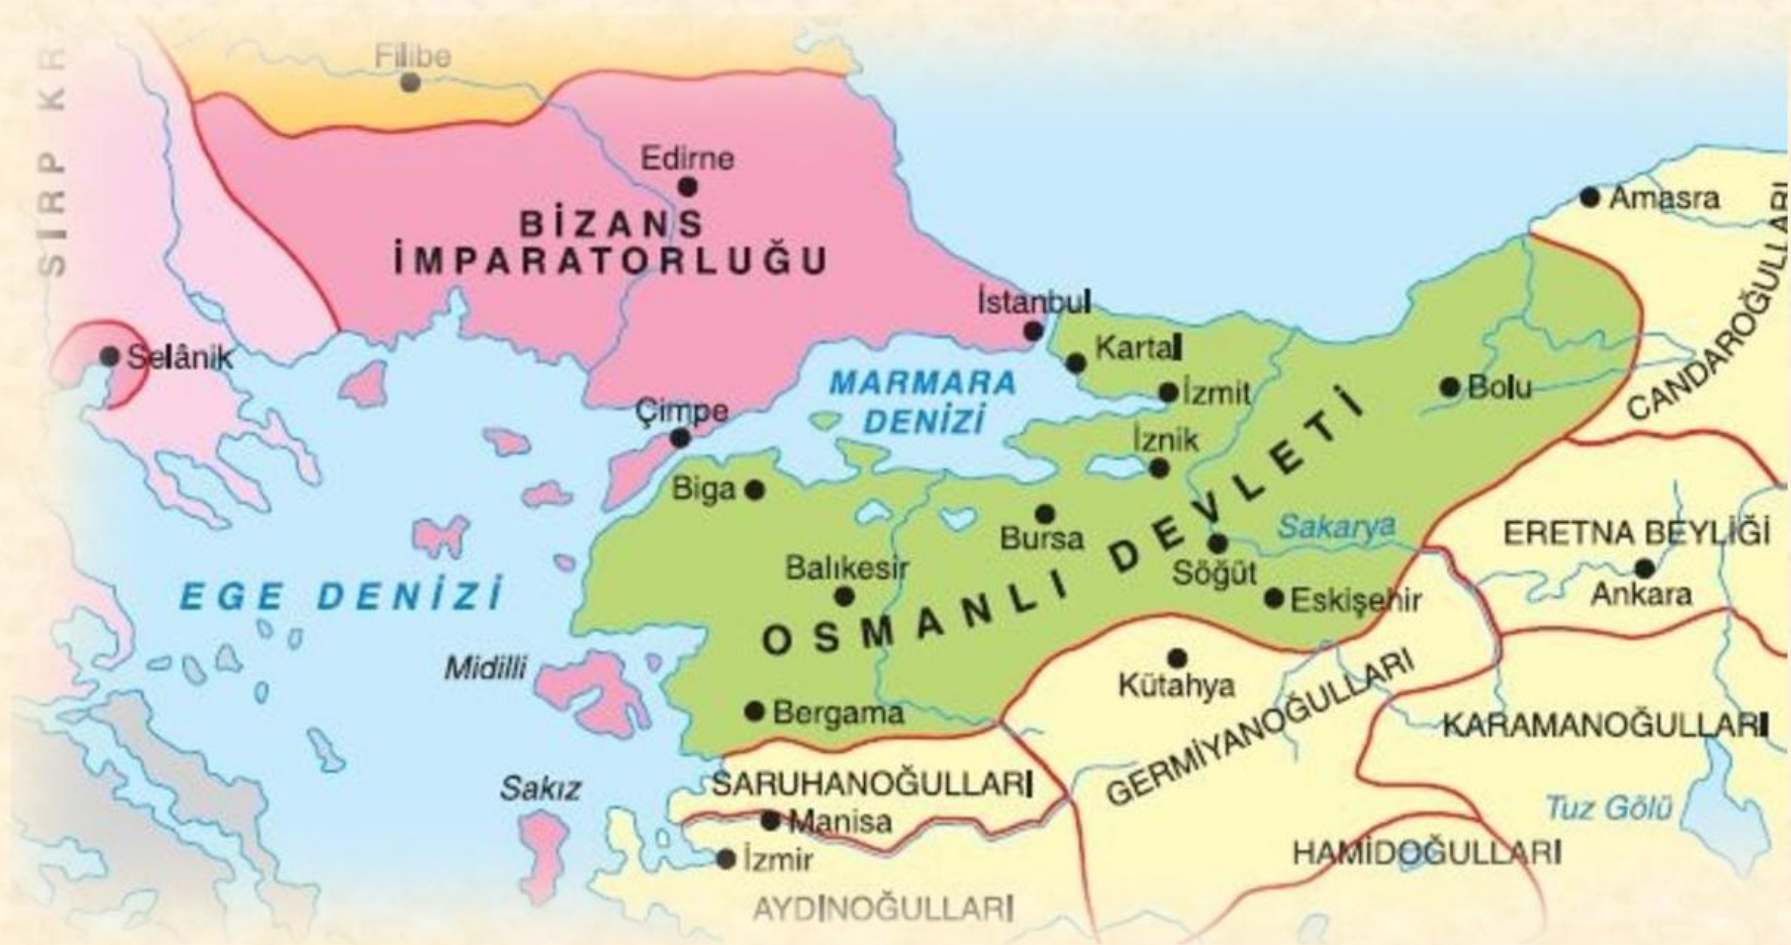 Filibe
SIRP KR
Edirne
BİZANS
İMPARATORLUĞU
Amasra
CANDAROĞULLARI
İstanbul
Kartal
Selânik
MARMARA
DENİZİ
İzmit
Bolu
Çimpe
İznik
Biga
Bursa
Sakarya
ERETNA BEYLİĞİ
Balıkesir
Söğüt
Ankara
EGE DENİZİ
Eskişehir
OSMANLI DEVLETİ
Midilli
Kütahya
Bergama
GERMİYANOĞULLARI
KARAMANOĞULLARI
SARUHANOĞULLARI
Sakız
Manisa
Tuz Gölü
İzmir
HAMİDOĞULLARI
AYDINOĞULLARI